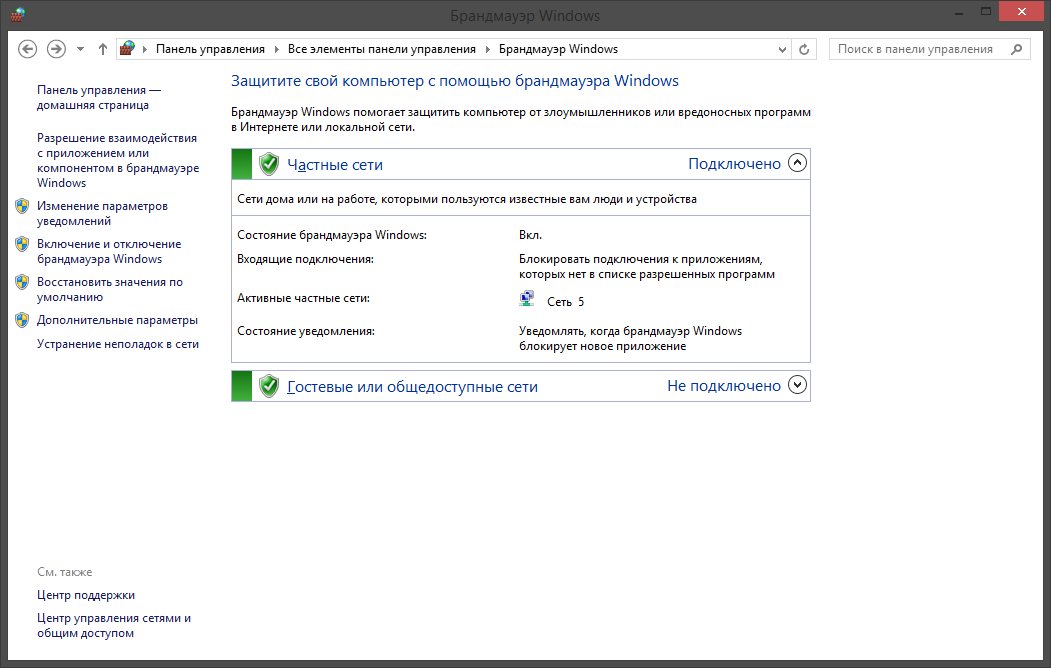 Брандмауэр Windows
Панель управления
Все элементы панели управления
Брандмауэр Windows
Поиск в панели управления
Панель управления —
домашняя страница
Разрешение взаимодействия
с приложением или
компонентом в брандмауэре
Windows
Изменение параметров
уведомлений
Включение и отключение
брандмауэра Windows
Восстановить значения по
умолчанию
Дополнительные параметры
Устранение неполадок в сети
Защитите свой компьютер с помощью брандмауэра Windows
Брандмауэр Windows помогает защитить компьютер от злоумышленников или вредоносных программ
в Интернете или локальной сети.
Частные сети
Подключено
Сети дома или на работе, которыми пользуются известные вам люди и устройства
Состояние брандмауэра Windows:
Вкл.
Входящие подключения:
Блокировать подключения к приложениям,
которых нет в списке разрешенных программ
Активные частные сети:
Сеть 5
Состояние уведомления:
Уведомлять, когда брандмауэр Windows
блокирует новое приложение
Гостевые или общедоступные сети
Не подключено
См. также
Центр поддержки
Центр управления сетями и
общим доступом